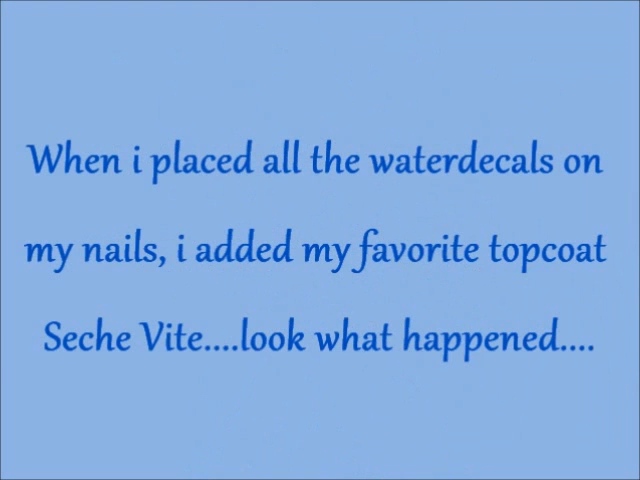 When i placed all the waterdecals on
my nails, i added my favorite topcoat
Seche Vite....look what happened....